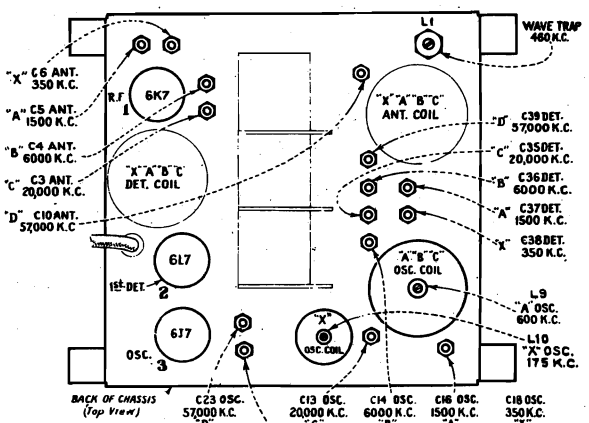 L1
WAVE TRAP
460 K.C.
"X" C6 ANT.
350 K.C.
"A" C5 ANT.
1500 K.C.
R.F.
1
6K7
"B" C4 ANT.
6000 K.C.
"C" C3 ANT.
20,000 K.C.
"D" C10 ANT.
57,000 K.C.
"X" "A" "B" "C"
DET. COIL
"X" "A" "B" "C"
ANT. COIL
"D" C39 DET.
57,000 K.C.
"C" C35 DET.
20,000 K.C.
"B" C36 DET.
6000 K.C.
"A" C37 DET.
1500 K.C.
"X" C38 DET.
350 K.C.
6L7
1st DET.
2
"A" "B" "C"
OSC. COIL
L9
"A" OSC.
600 K.C.
6J7
OSC.
3
"X"
OSC. COIL
L10
"X" OSC.
175 K.C.
BACK OF CHASSIS
(Top View)
C23 OSC.
57,000 K.C.
"D"
C13 OSC.
20,000 K.C.
"C"
C14 OSC.
6000 K.C.
"B"
C16 OSC.
1500 K.C.
"A"
C18 OSC.
350 K.C.
"X"